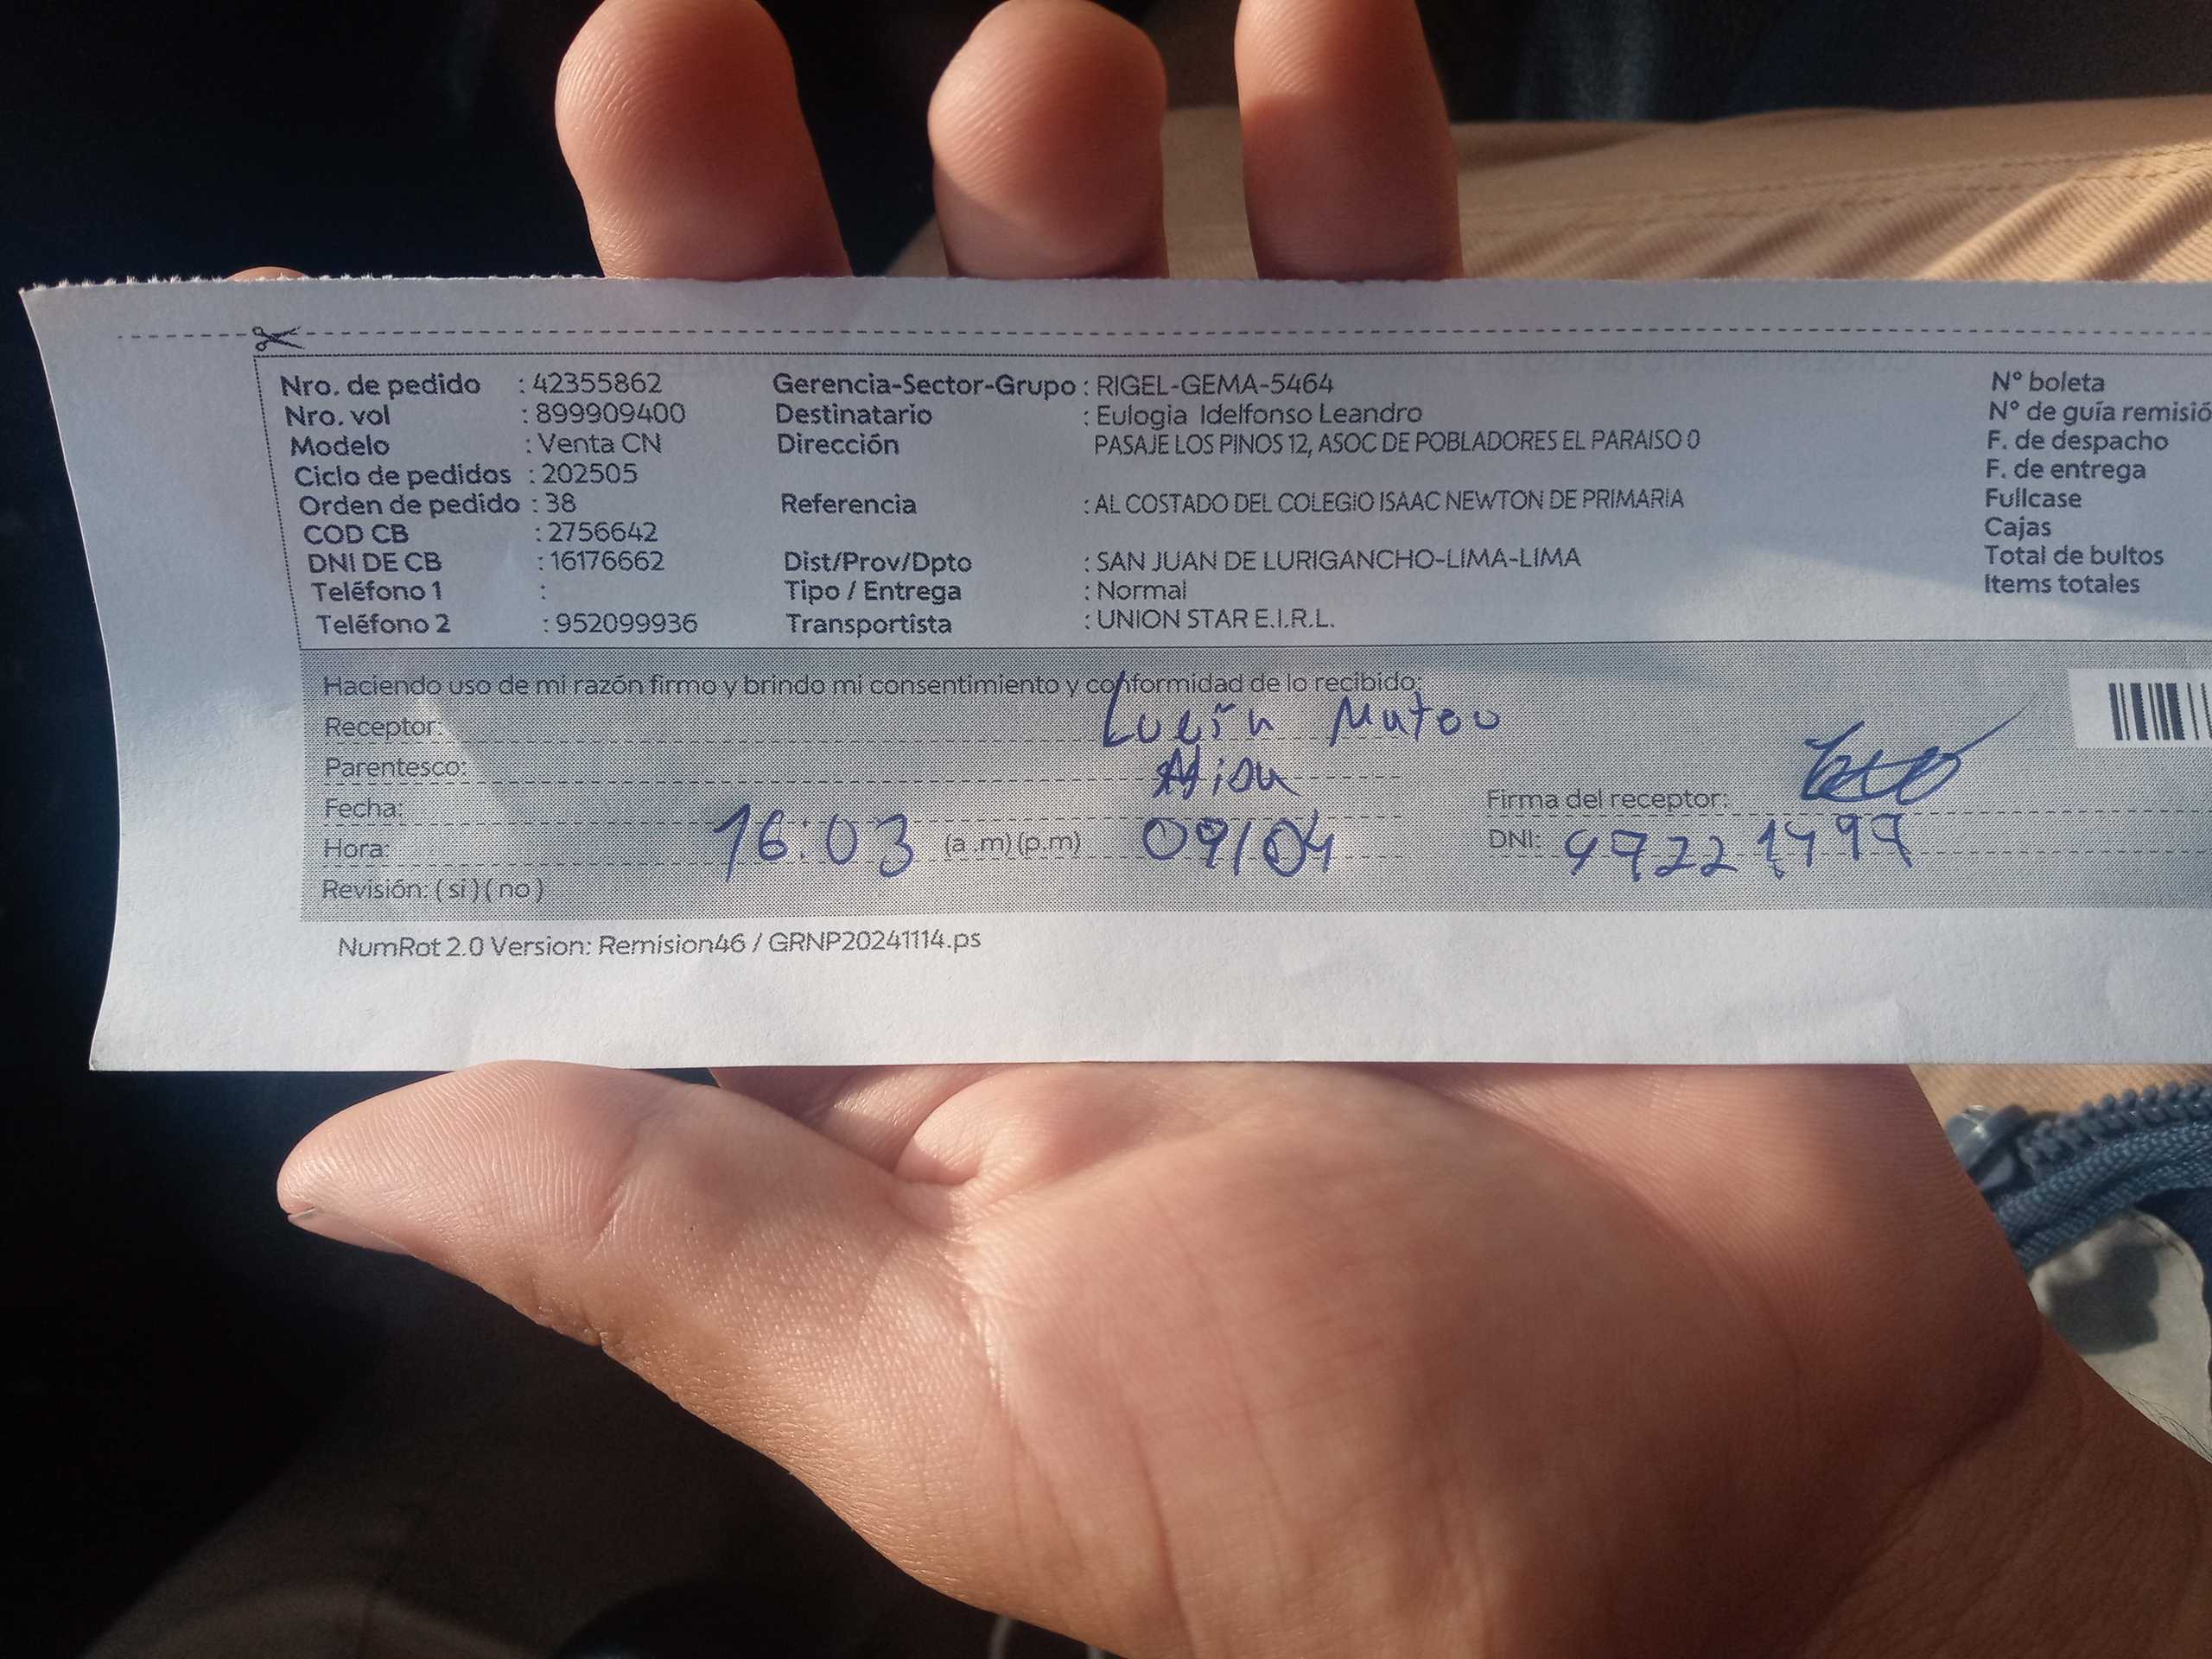 Nro. de pedido : 42355862 Gerencia-Sector-Grupo : RIGEL-GEMA-5464 N° boleta
Nro. vol : 899909400 Destinatario : Eulogia Idelfonso Leandro N° de guía remisió
Modelo : Venta CN Dirección PASAJE LOS PINOS 12, ASOC DE POBLADORES EL PARAISO 0 F. de despacho
Ciclo de pedidos : 202505 F. de entrega
Orden de pedido : 38 Referencia : AL COSTADO DEL COLEGIO ISAAC NEWTON DE PRIMARIA Fullcase
COD CB : 2756642 Cajas
DNI DE CB : 16176662 Dist/Prov/Dpto : SAN JUAN DE LURIGANCHO-LIMA-LIMA Total de bultos
Teléfono 1 : Tipo / Entrega : Normal Items totales
Teléfono 2 : 952099936 Transportista : UNION STAR E.I.R.L.
Haciendo uso de mi razón firmo y brindo mi consentimiento y conformidad de lo recibido:
Receptor:
Parentesco:
Fecha: Firma del receptor:
Hora: 16:03 (a .m) (p.m) 09/04 DNI:
Revisión: ( si ) ( no )
NumRot 2.0 Version: Remision46 / GRNP20241114.ps